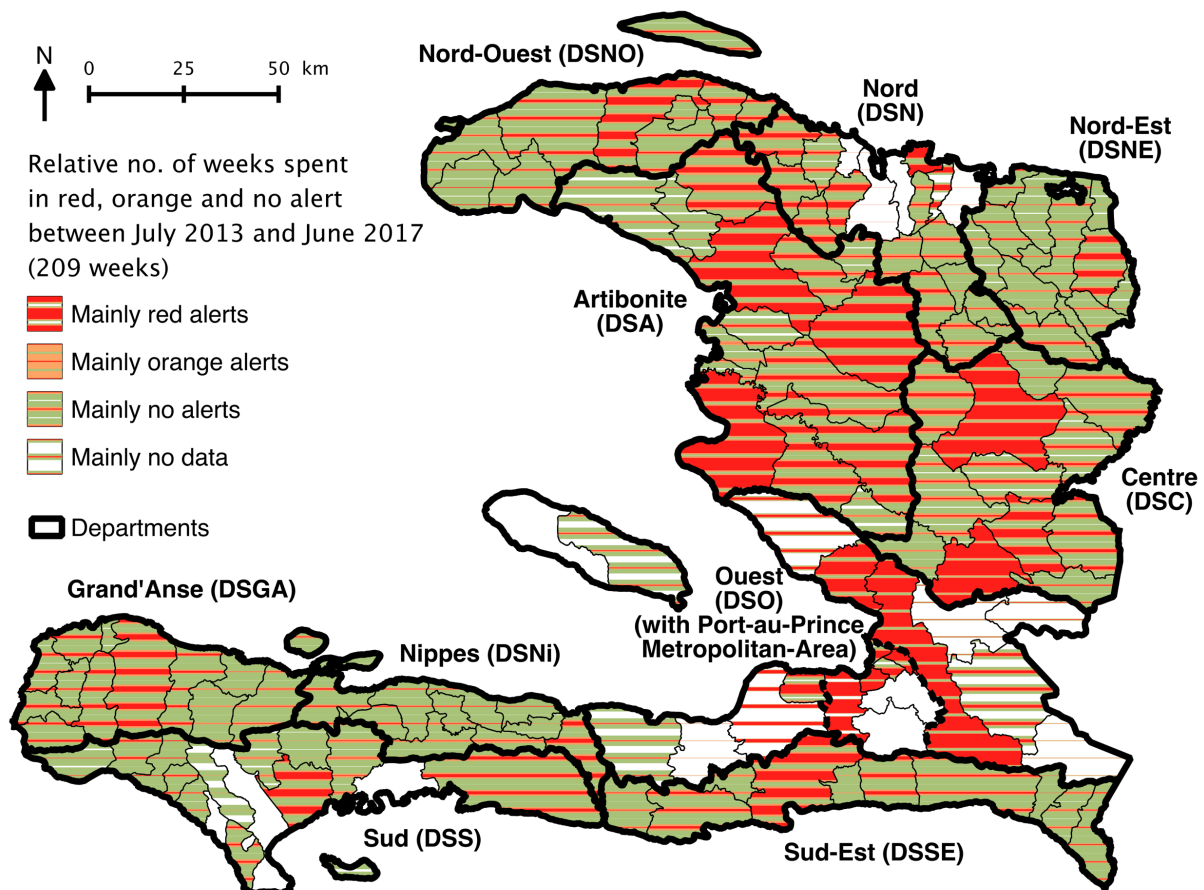 Nord-Ouest (DSNO)
N
0 25 50 km
Nord
(DSN)
Nord-Est
(DSNE)
Relative no. of weeks spent
in red, orange and no alert
between July 2013 and June 2017
(209 weeks)
Mainly red alerts
Mainly orange alerts
Mainly no alerts
Mainly no data
Departments
Artibonite
(DSA)
Centre
(DSC)
Ouest
(DSO)
(with Port-au-Prince
Metropolitan-Area)
Grand'Anse (DSGA)
Nippes (DSNi)
Sud (DSS)
Sud-Est (DSSE)